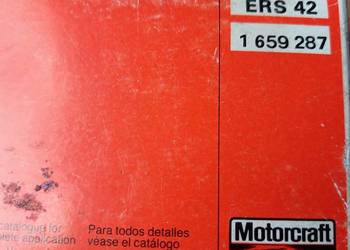 ERS 42
1 659 287
catalogue for
application
Para todos detalles
véase el catálogo
Motorcraft